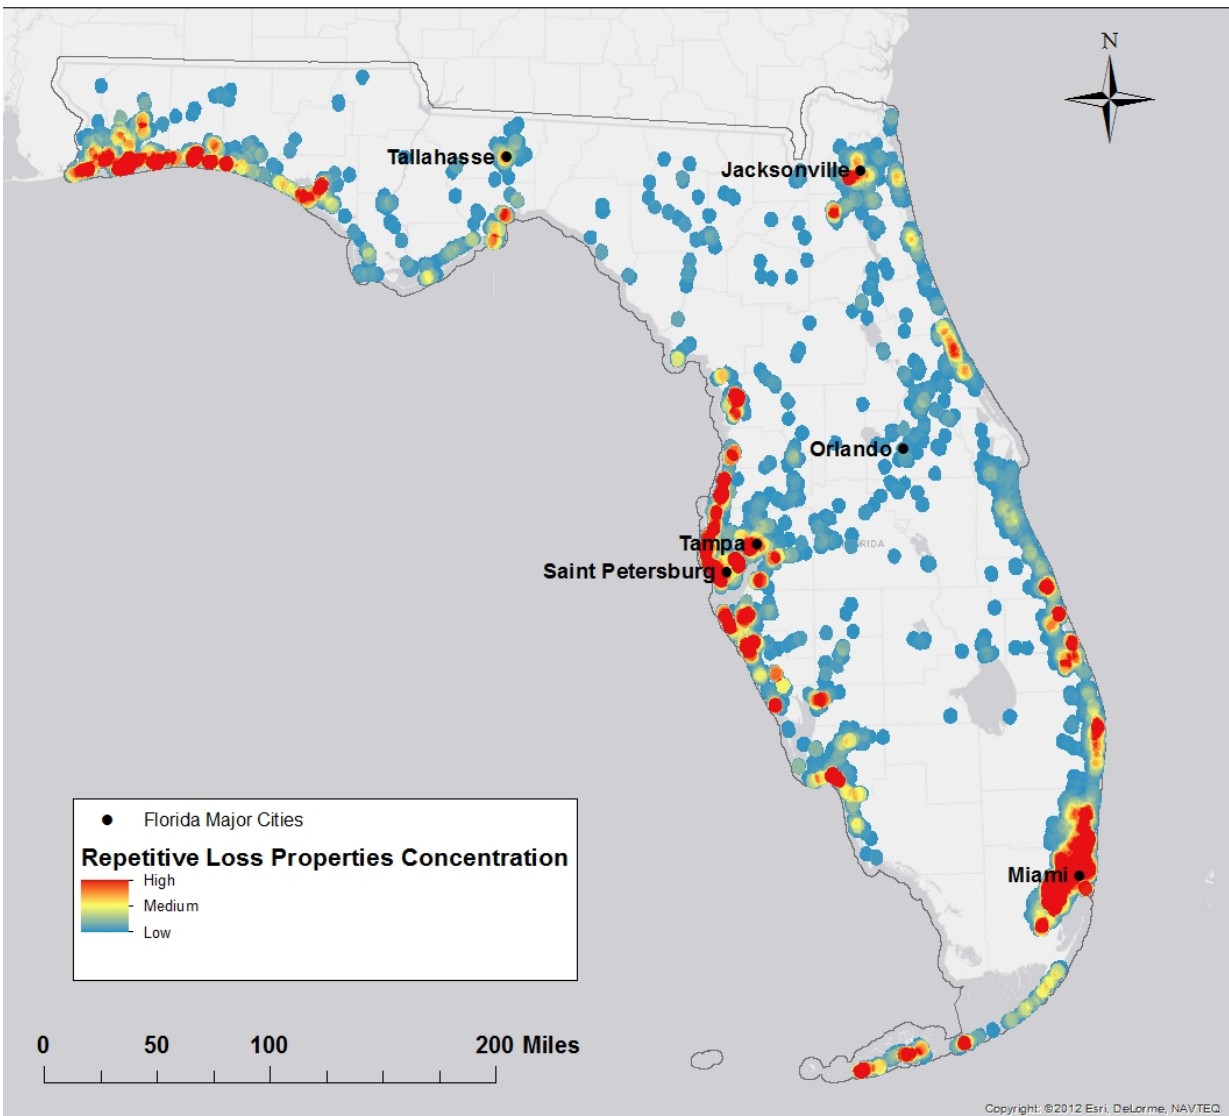 N
Tallahasse
Jacksonville
Orlando
Tampa
RIDA
Saint Petersburg
Miami
Florida Major Cities
Repetitive Loss Properties Concentration
High
Medium
Low
0 50 100 200 Miles
Copyright: ©2012 Esri, DeLorme, NAVTEQ